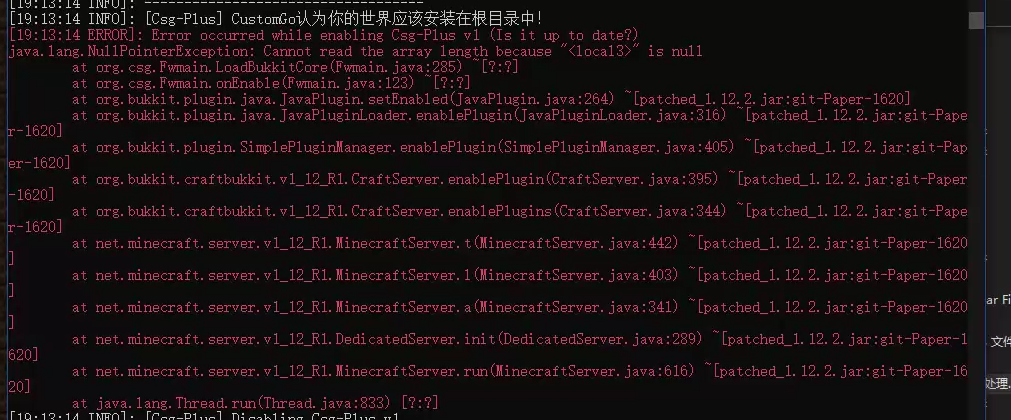 [19:13:14 INFO]: --------------------------------
[19:13:14 INFO]: [Csg-Plus] CustomGo认为你的世界应该安装在根目录中!
[19:13:14 ERROR]: Error occurred while enabling Csg-Plus v1 (Is it up to date?)
java.lang.NullPointerException: Cannot read the array length because "<local3>" is null
at org.csg.Fwmain.LoadBukkitCore(Fwmain.java:285) ~[?:?]
at org.csg.Fwmain.onEnable(Fwmain.java:123) ~[?:?]
at org.bukkit.plugin.java.JavaPlugin.setEnabled(JavaPlugin.java:264) ~[patched_1.12.2.jar:git-Paper-1620]
at org.bukkit.plugin.java.JavaPluginLoader.enablePlugin(JavaPluginLoader.java:316) ~[patched_1.12.2.jar:git-Pape
r-1620]
at org.bukkit.plugin.SimplePluginManager.enablePlugin(SimplePluginManager.java:405) ~[patched_1.12.2.jar:git-Pap
er-1620]
at org.bukkit.craftbukkit.v1_12_R1.CraftServer.enablePlugin(CraftServer.java:395) ~[patched_1.12.2.jar:git-Paper
-1620]
at org.bukkit.craftbukkit.v1_12_R1.CraftServer.enablePlugins(CraftServer.java:344) ~[patched_1.12.2.jar:git-Pape
r-1620]
at net.minecraft.server.v1_12_R1.MinecraftServer.t(MinecraftServer.java:442) ~[patched_1.12.2.jar:git-Paper-1620
]
at net.minecraft.server.v1_12_R1.MinecraftServer.l(MinecraftServer.java:403) ~[patched_1.12.2.jar:git-Paper-1620
]
at net.minecraft.server.v1_12_R1.MinecraftServer.a(MinecraftServer.java:341) ~[patched_1.12.2.jar:git-Paper-1620
]
at net.minecraft.server.v1_12_R1.DedicatedServer.init(DedicatedServer.java:289) ~[patched_1.12.2.jar:git-Paper-1
620]
at net.minecraft.server.v1_12_R1.MinecraftServer.run(MinecraftServer.java:616) ~[patched_1.12.2.jar:git-Paper-16
20]
at java.lang.Thread.run(Thread.java:833) [?:?]
[19:13:14 INFO]: [Csg-Plus] Disabling Csg-Plus v1
ar Fi
文件
处理,